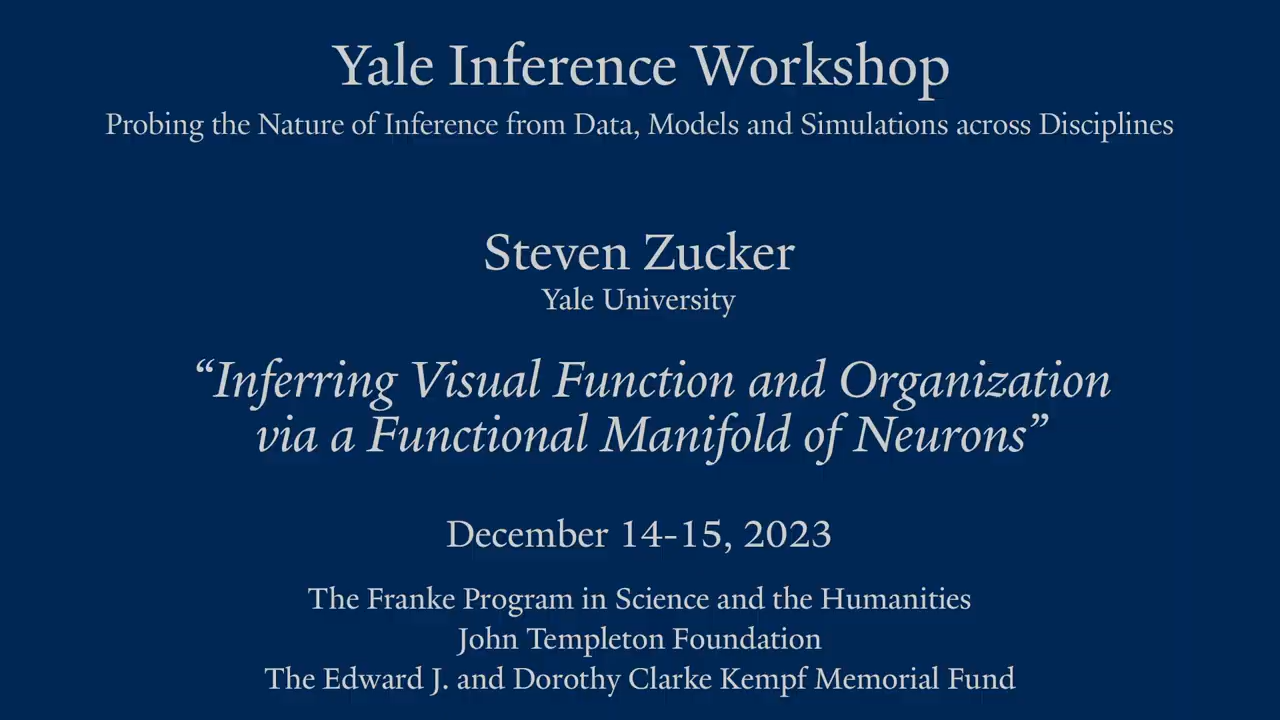 Yale Inference Workshop
Probing the Nature of Inference from Data, Models and Simulations across Disciplines
Steven Zucker
Yale University
“Inferring Visual Function and Organization
via a Functional Manifold of Neurons”
December 14-15, 2023
The Franke Program in Science and the Humanities
John Templeton Foundation
The Edward J. and Dorothy Clarke Kempf Memorial Fund